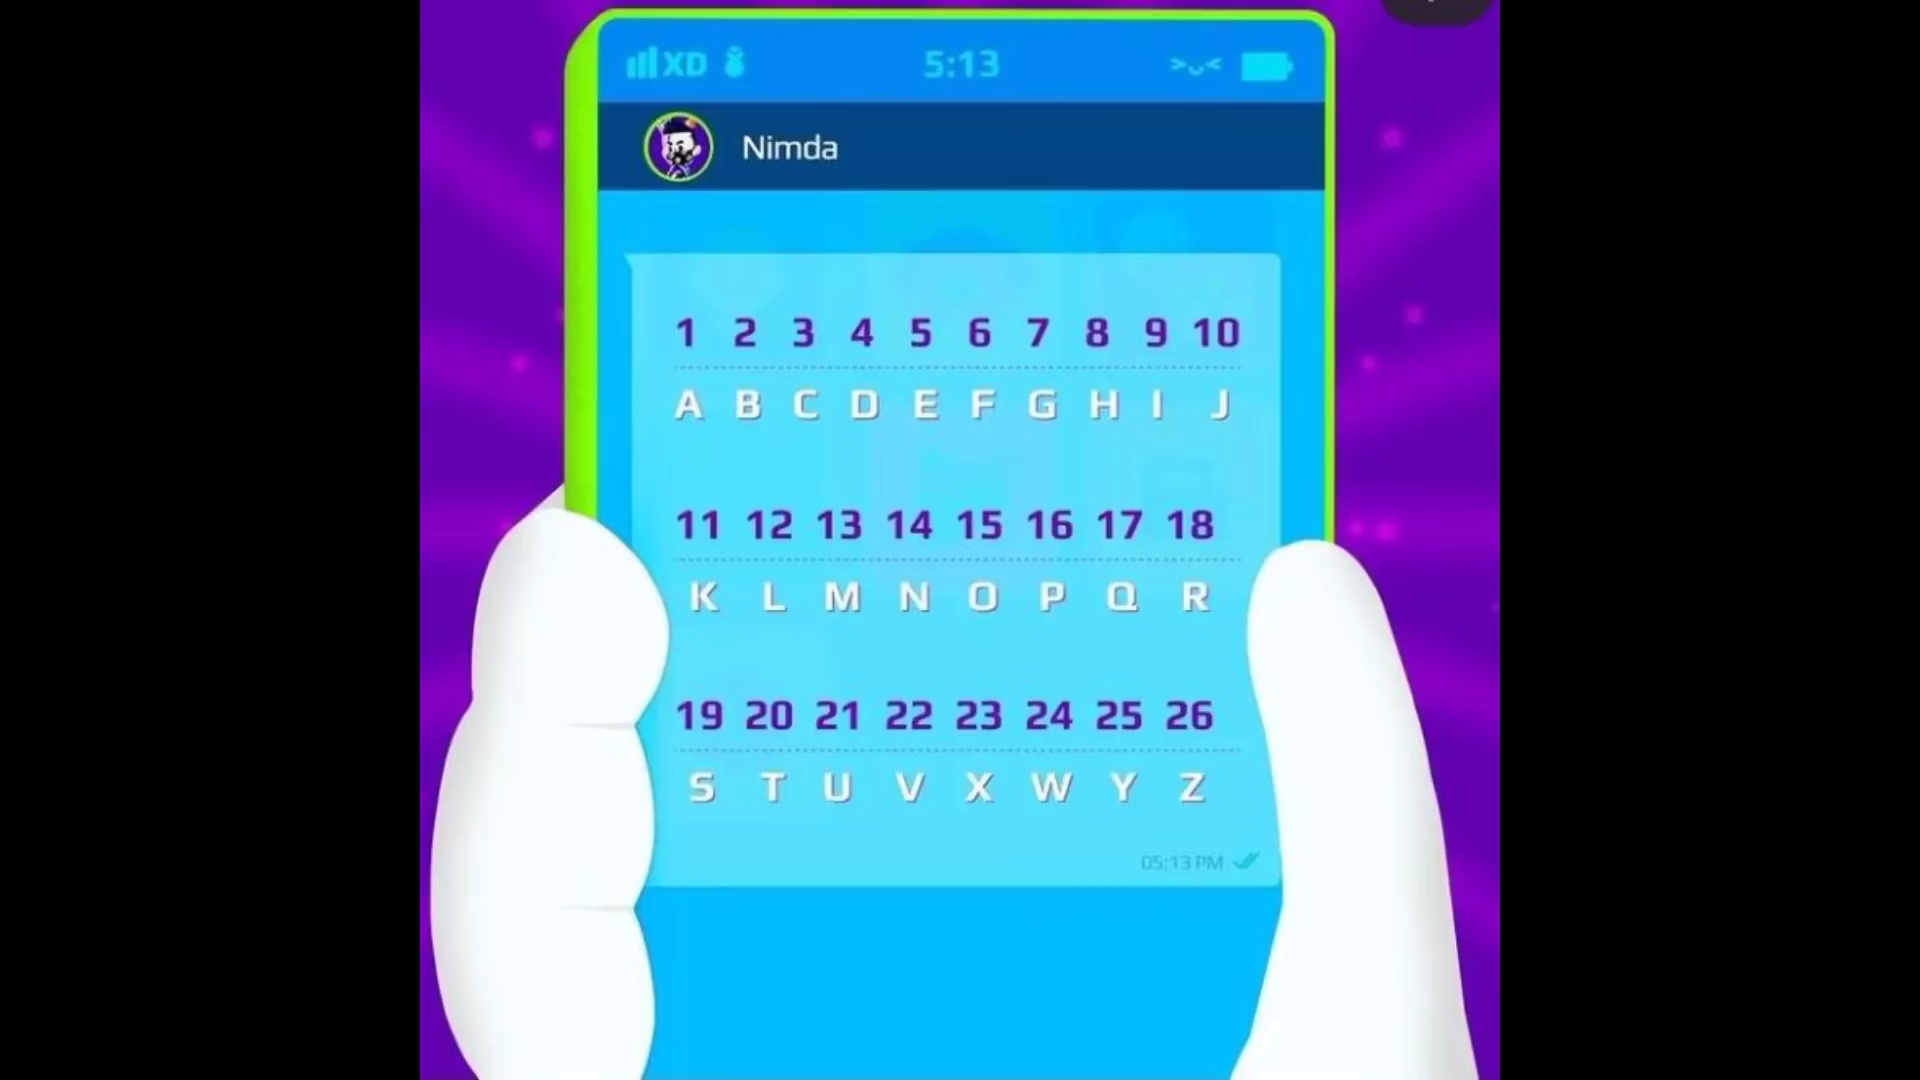 XD 5:13 >◡<
Nimda
1 2 3 4 5 6 7 8 9 10
A B C D E F G H I J
11 12 13 14 15 16 17 18
K L M N O P Q R
19 20 21 22 23 24 25 26
S T U V X W Y Z
05:13 PM